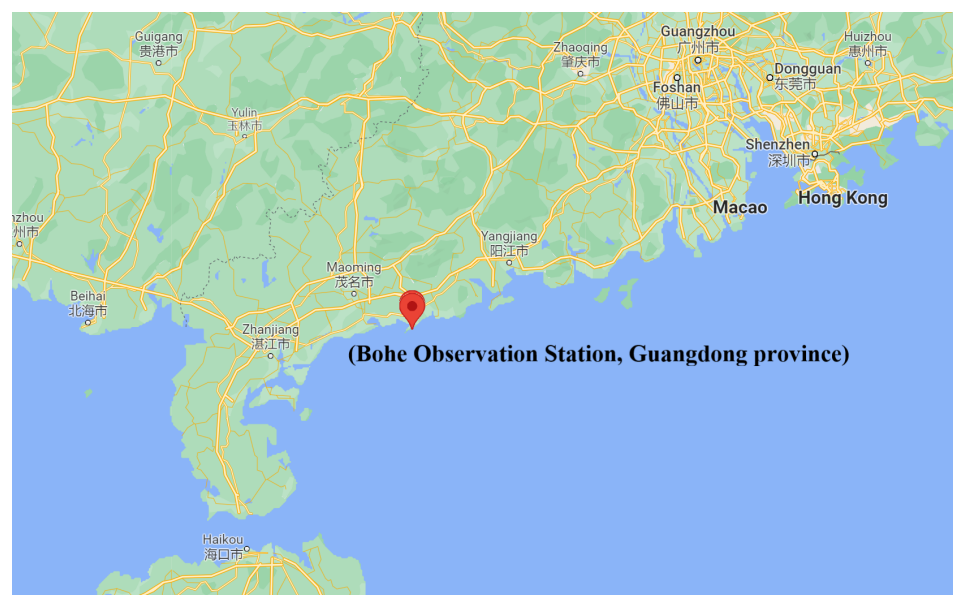 Guigang
贵港市
Zhaoqing
肇庆市
Guangzhou
广州市
Huizhou
惠州市
Dongguan
东莞市
Foshan
佛山市
Yulin
玉林市
Shenzhen
深圳市
Macao
Hong Kong
nzhou
州市
Yangjiang
阳江市
Maoming
茂名市
Beihai
北海市
Zhanjiang
湛江市
(Bohe Observation Station, Guangdong province)
Haikou
海口市